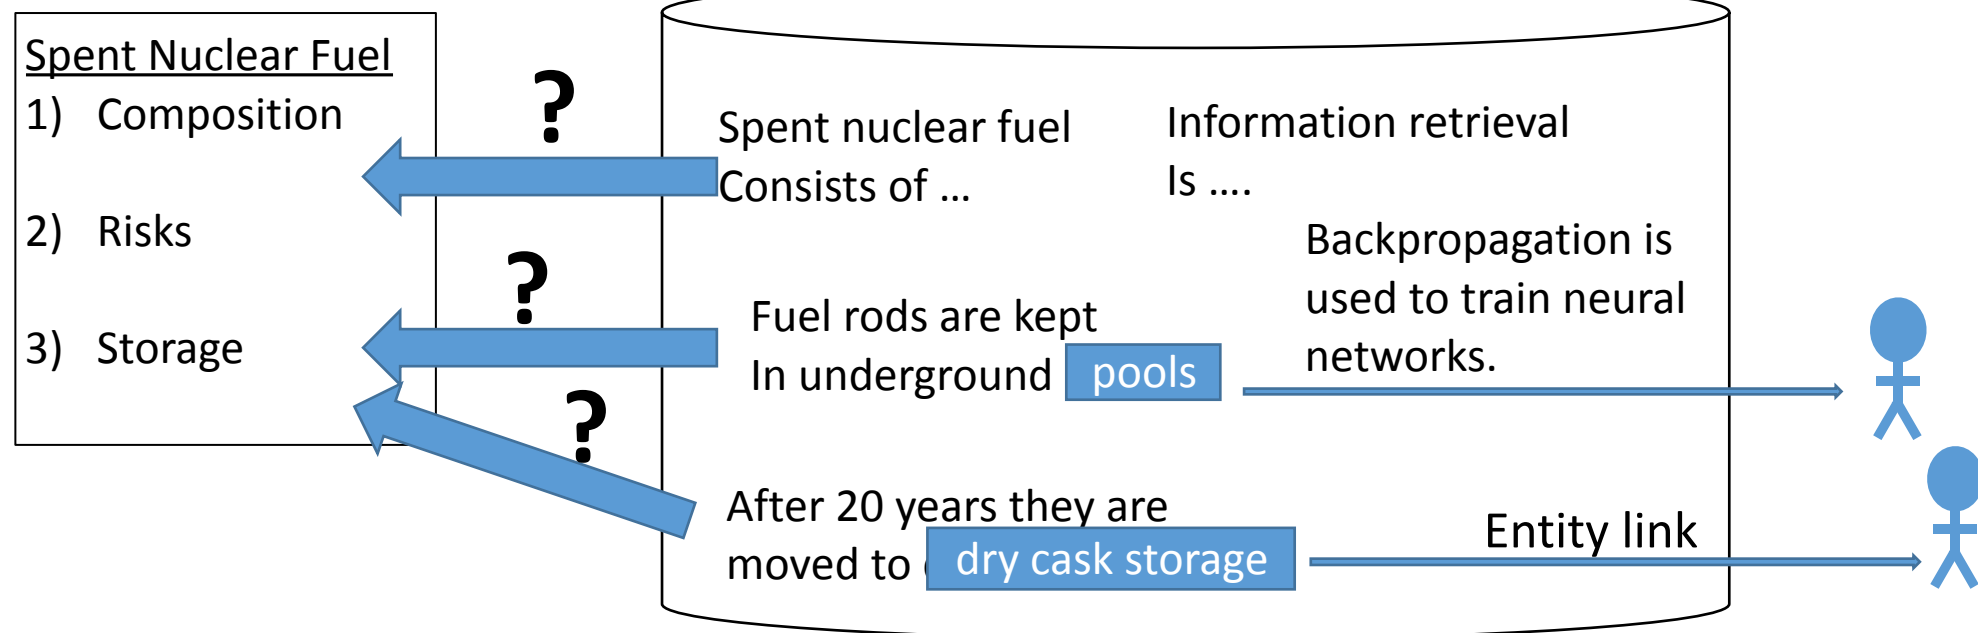 Spent Nuclear Fuel
1) Composition
2) Risks
3) Storage
?
?
?
Spent nuclear fuel
Consists of …
Information retrieval
Is ….
Backpropagation is
used to train neural
networks.
Fuel rods are kept
In underground pools
After 20 years they are
moved to dry cask storage
Entity link